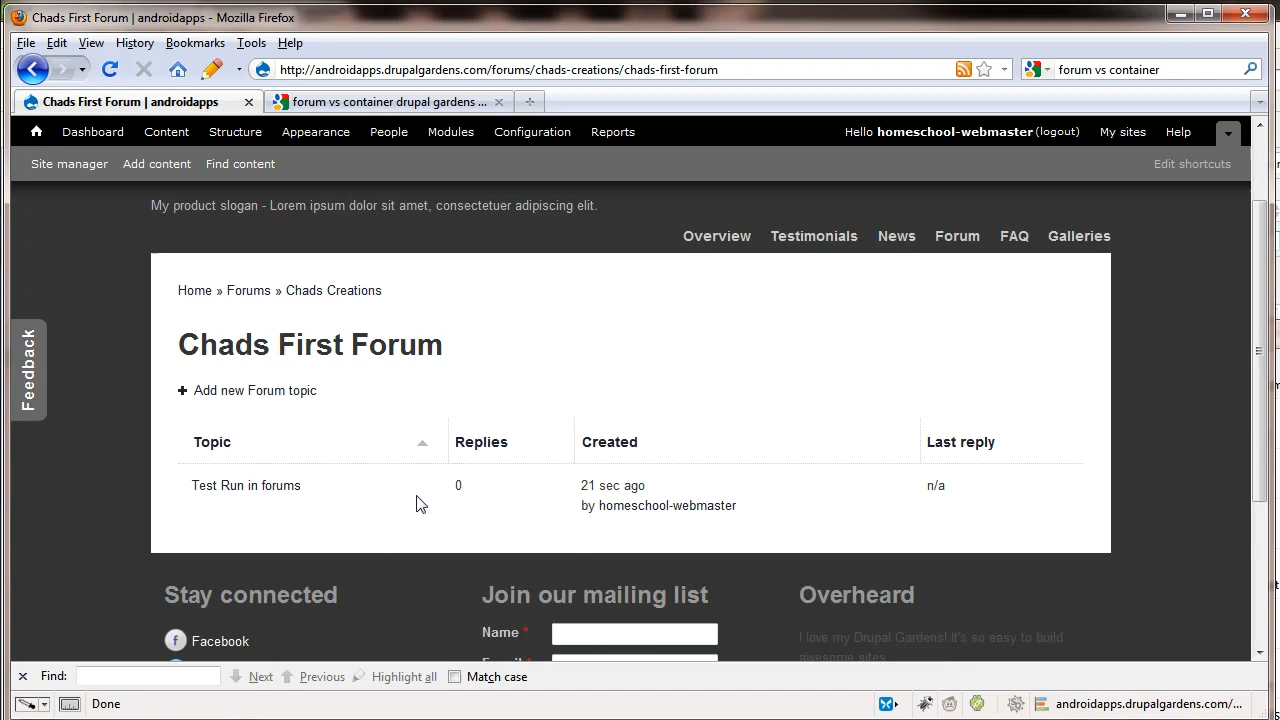 Chads First Forum | androidapps - Mozilla Firefox
File Edit View History Bookmarks Tools Help
http://androidapps.drupalgardens.com/forums/chads-creations/chads-first-forum
forum vs container
Chads First Forum | androidapps
forum vs container drupal gardens ...
Dashboard Content Structure Appearance People Modules Configuration Reports
Hello homeschool-webmaster (logout) My sites Help
Site manager Add content Find content
Edit shortcuts
My product slogan - Lorem ipsum dolor sit amet, consectetuer adipiscing elit.
Overview Testimonials News Forum FAQ Galleries
Home » Forums » Chads Creations
Feedback
Chads First Forum
Add new Forum topic
Topic Replies Created Last reply
Test Run in forums 0 21 sec ago n/a
by homeschool-webmaster
Stay connected Join our mailing list Overheard
Name *
Facebook
I love my Drupal Gardens! It's so easy to build
awesome sites
Find: Next Previous Highlight all Match case
Done
androidapps.drupalgardens.com/...